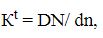 Kᵗ = DN/ dn,